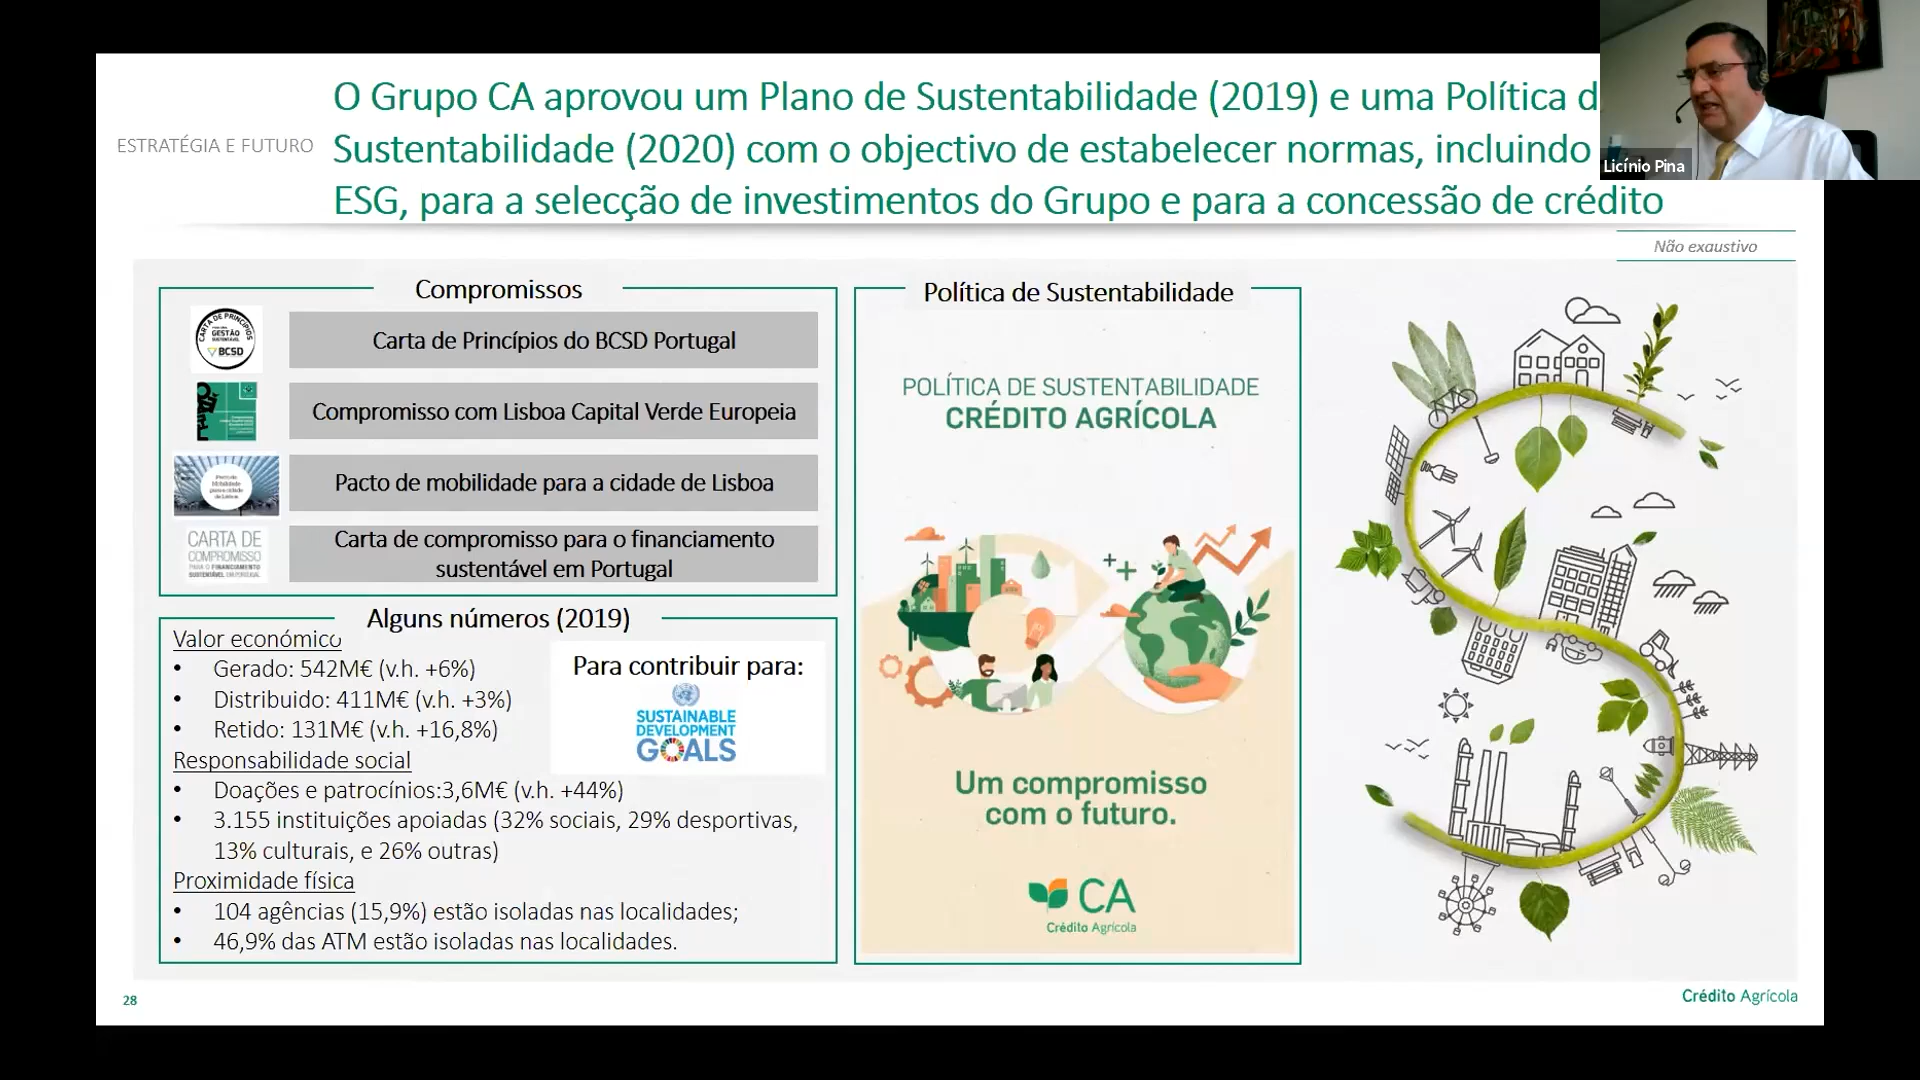 O Grupo CA aprovou um Plano de Sustentabilidade (2019) e uma Política d
ESTRATÉGIA E FUTURO
Sustentabilidade (2020) com o objectivo de estabelecer normas, incluindo
ESG, para a selecção de investimentos do Grupo e para a concessão de crédito
Licínio Pina
Não exaustivo
Compromissos
CARTA DE PRINCÍPIOS
GESTÃO
SUSTENTÁVEL
BCSD
Carta de Princípios do BCSD Portugal
Compromisso com Lisboa Capital Verde Europeia
Pacto de mobilidade para a cidade de Lisboa
CARTA DE
COMPROMISSO
PARA O FINANCIAMENTO
SUSTENTÁVEL EM PORTUGAL
Carta de compromisso para o financiamento
sustentável em Portugal
Alguns números (2019)
Valor económico
• Gerado: 542M€ (v.h. +6%)
• Distribuido: 411M€ (v.h. +3%)
• Retido: 131M€ (v.h. +16,8%)
Responsabilidade social
• Doações e patrocínios:3,6M€ (v.h. +44%)
• 3.155 instituições apoiadas (32% sociais, 29% desportivas,
13% culturais, e 26% outras)
Proximidade física
• 104 agências (15,9%) estão isoladas nas localidades;
• 46,9% das ATM estão isoladas nas localidades.
Para contribuir para:
SUSTAINABLE
DEVELOPMENT
GOALS
Política de Sustentabilidade
POLÍTICA DE SUSTENTABILIDADE
CRÉDITO AGRÍCOLA
Um compromisso
com o futuro.
CA
Crédito Agrícola
28
Crédito Agrícola